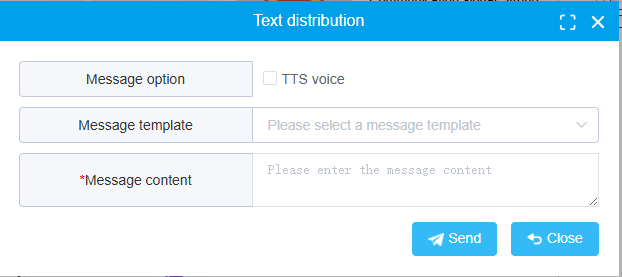 Text distribution
Message option
TTS voice
Message template
Please select a message template
*Message content
Please enter the message content
Send
Close